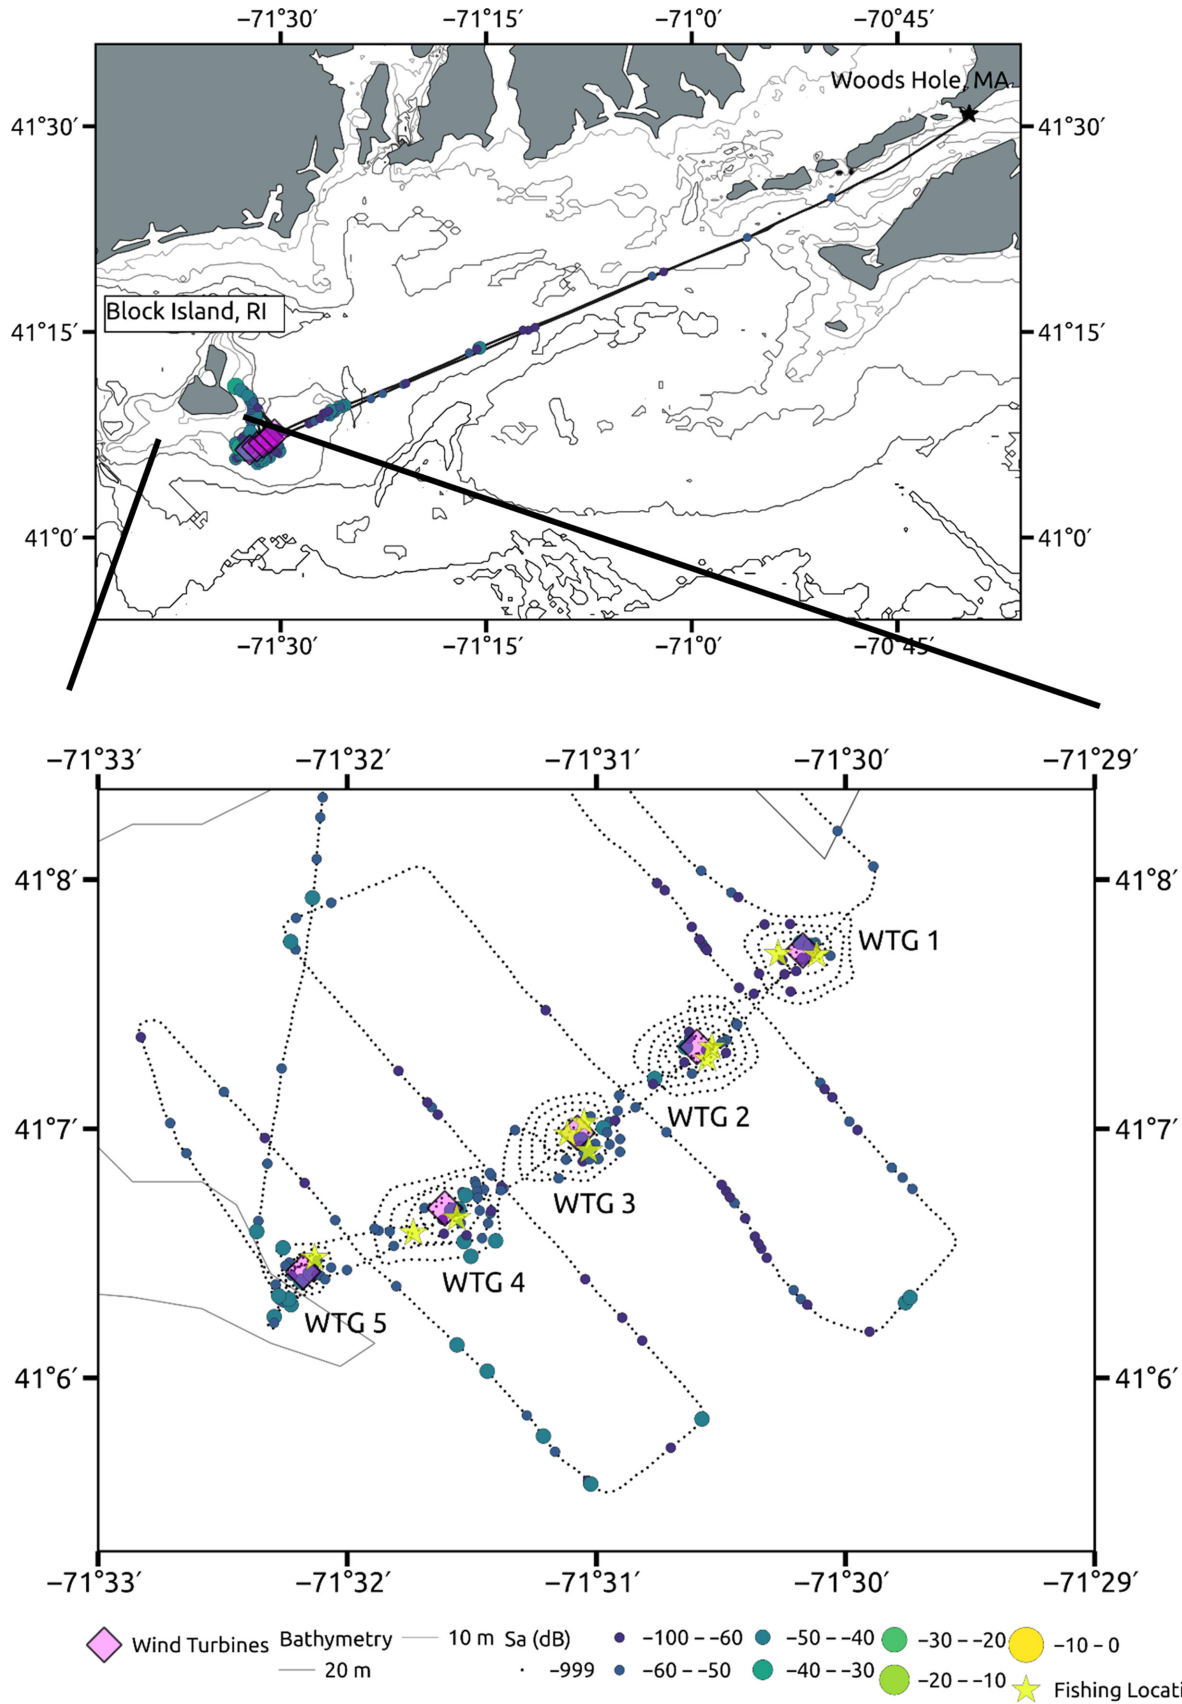 −71°30′ −71°15′ −71°0′ −70°45′
Woods Hole, MA
41°30′ 41°30′
Block Island, RI
41°15′ 41°15′
41°0′ 41°0′
−71°30′ −71°15′ −71°0′ −70°45′
−71°33′ −71°32′ −71°31′ −71°30′ −71°29′
41°8′ 41°8′
WTG 1
41°7′ 41°7′
WTG 2
WTG 3
WTG 4
WTG 5
41°6′ 41°6′
−71°33′ −71°32′ −71°31′ −71°30′ −71°29′
Wind Turbines Bathymetry 10 m Sa (dB) −100 – −60 −50 – −40 −30 – −20 −10 – 0
20 m −999 −60 – −50 −40 – −30 −20 – −10 Fishing Locati